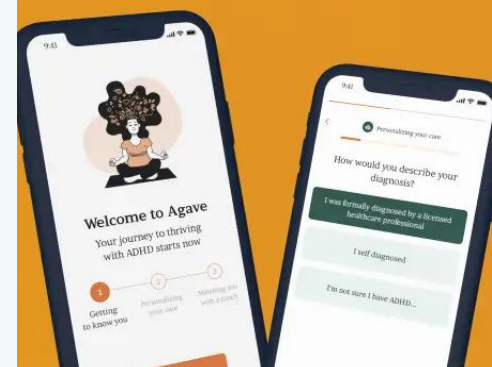 9:41
Welcome to Agave
Your journey to thriving
with ADHD starts now
1
2
3
Getting
to know you
Personalizing
your care
Matching you
with a coach
9:41
Personalizing your care
How would you describe your
diagnosis?
I was formally diagnosed by a licensed
healthcare professional
I self diagnosed
I'm not sure I have ADHD...